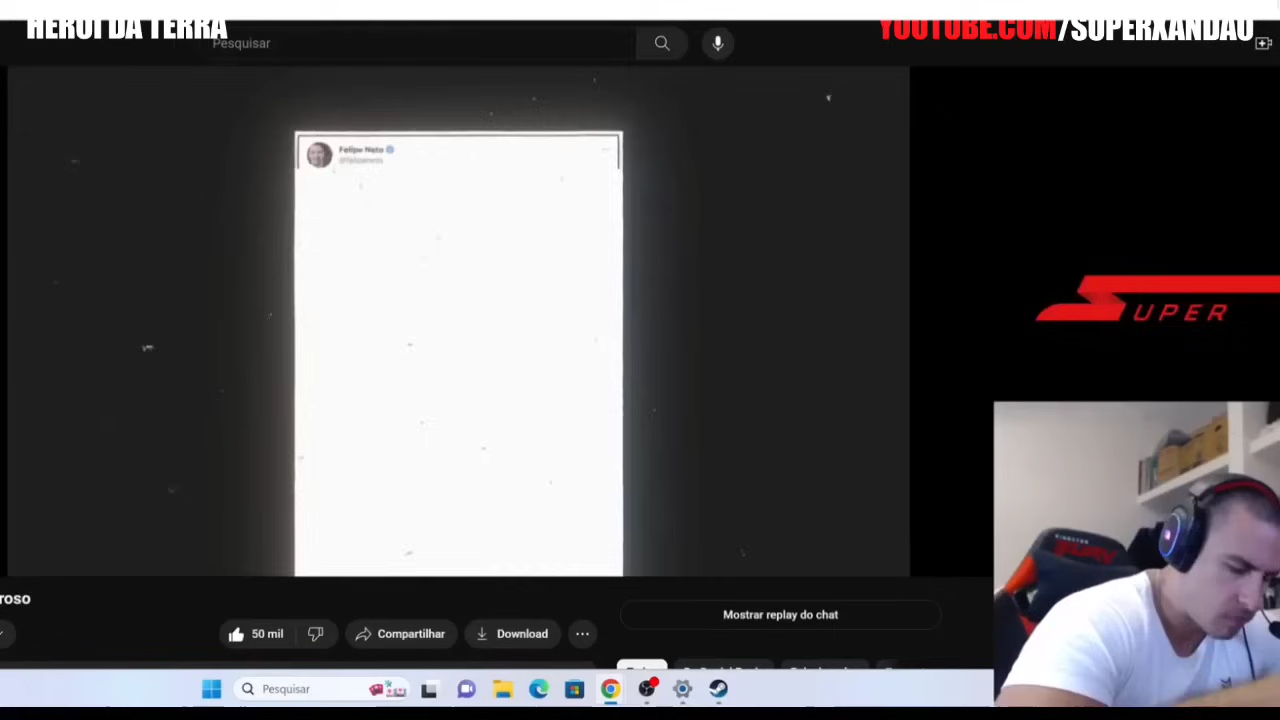 HERÓI DA TERRA
YOUTUBE.COM/SUPERXANDAO
Pesquisar
Felipe Neto
SUPER
roso
50 mil
Compartilhar
Download
Mostrar replay do chat
Pesquisar